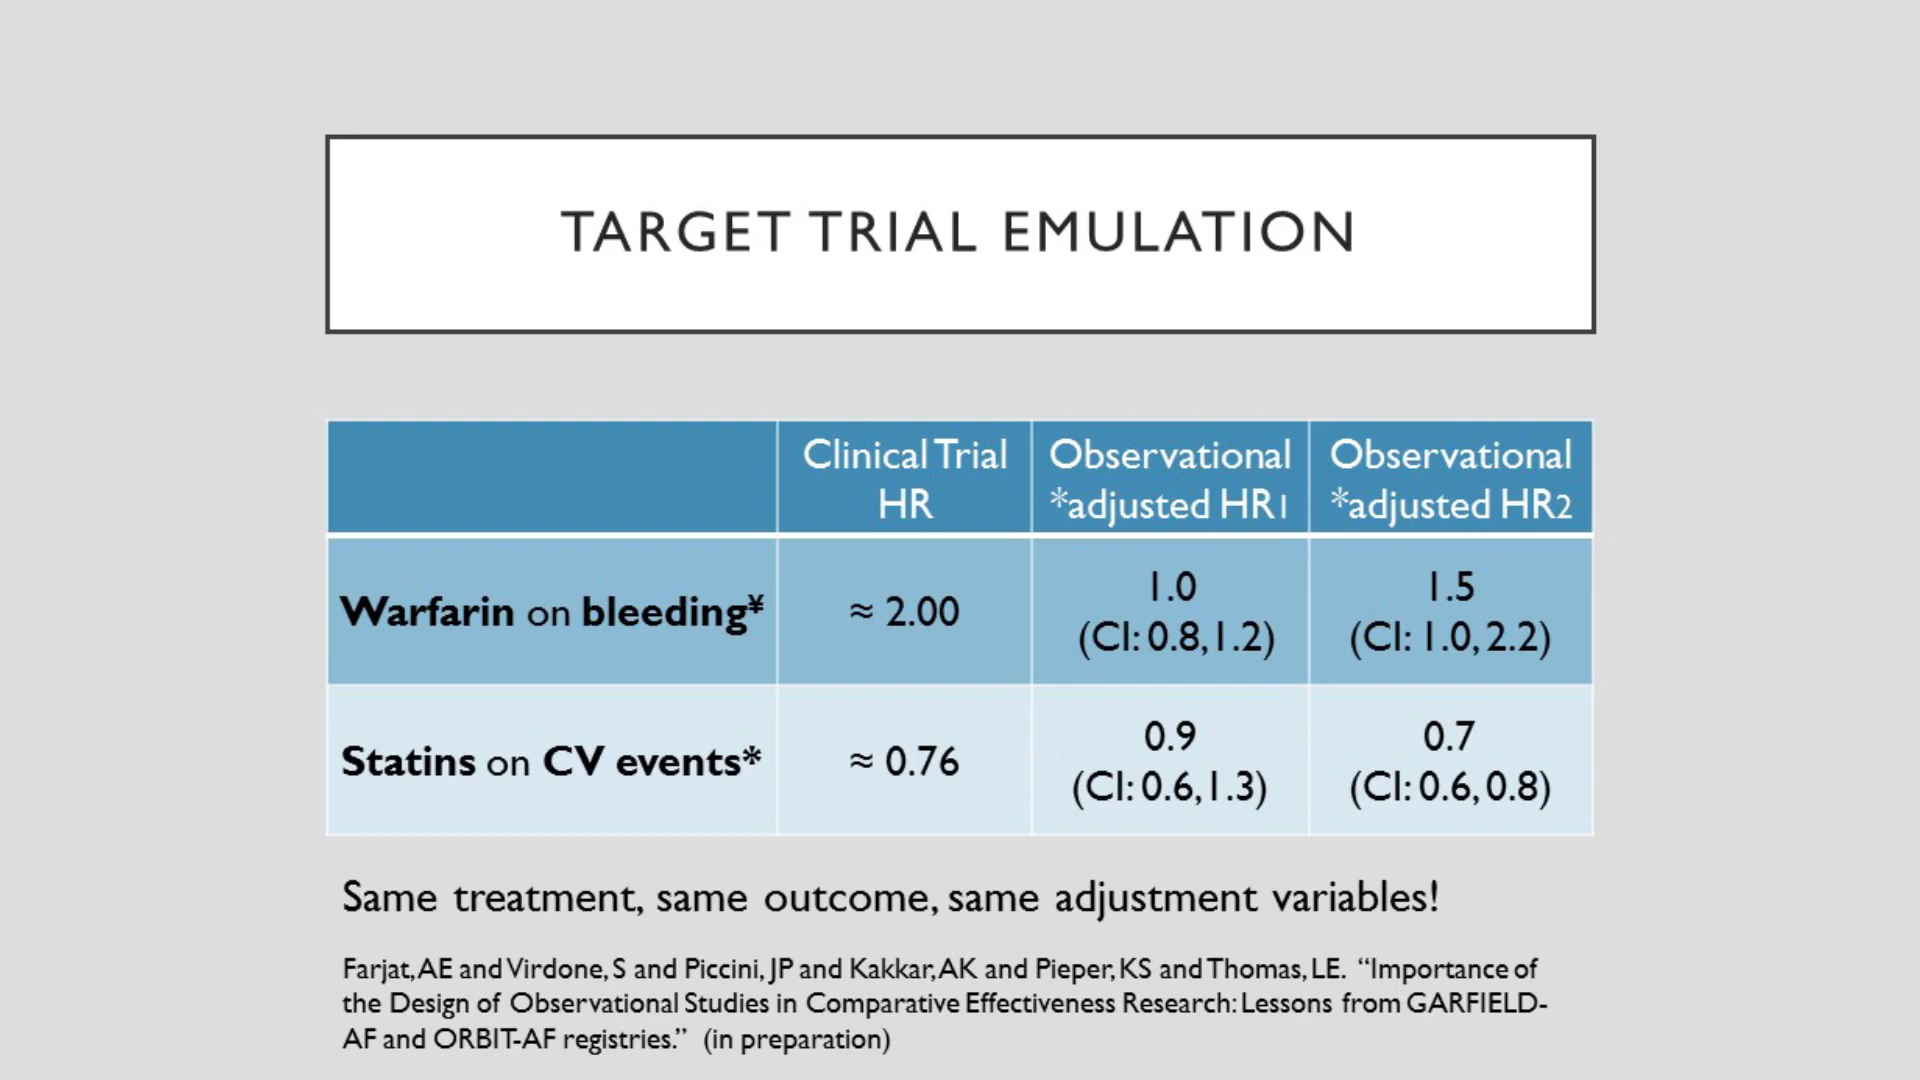 TARGET TRIAL EMULATION
Clinical Trial HR
Observational *adjusted HR1
Observational *adjusted HR2
Warfarin on bleeding¥
≈ 2.00
1.0
(CI: 0.8, 1.2)
1.5
(CI: 1.0, 2.2)
Statins on CV events*
≈ 0.76
0.9
(CI: 0.6, 1.3)
0.7
(CI: 0.6, 0.8)
Same treatment, same outcome, same adjustment variables!
Farjat, AE and Virdone, S and Piccini, JP and Kakkar, AK and Pieper, KS and Thomas, LE. “Importance of
the Design of Observational Studies in Comparative Effectiveness Research: Lessons from GARFIELD-
AF and ORBIT-AF registries.” (in preparation)